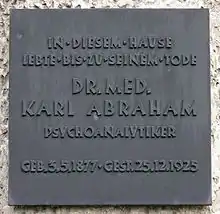 IN·DIESEM·HAUSE
LEBTE·BIS·ZU·SEINEM·TODE
DR.MED.
KARL ABRAHAM
PSYCHOANALYTIKER
GEB.3.5.1877·GEST.25.12.1925